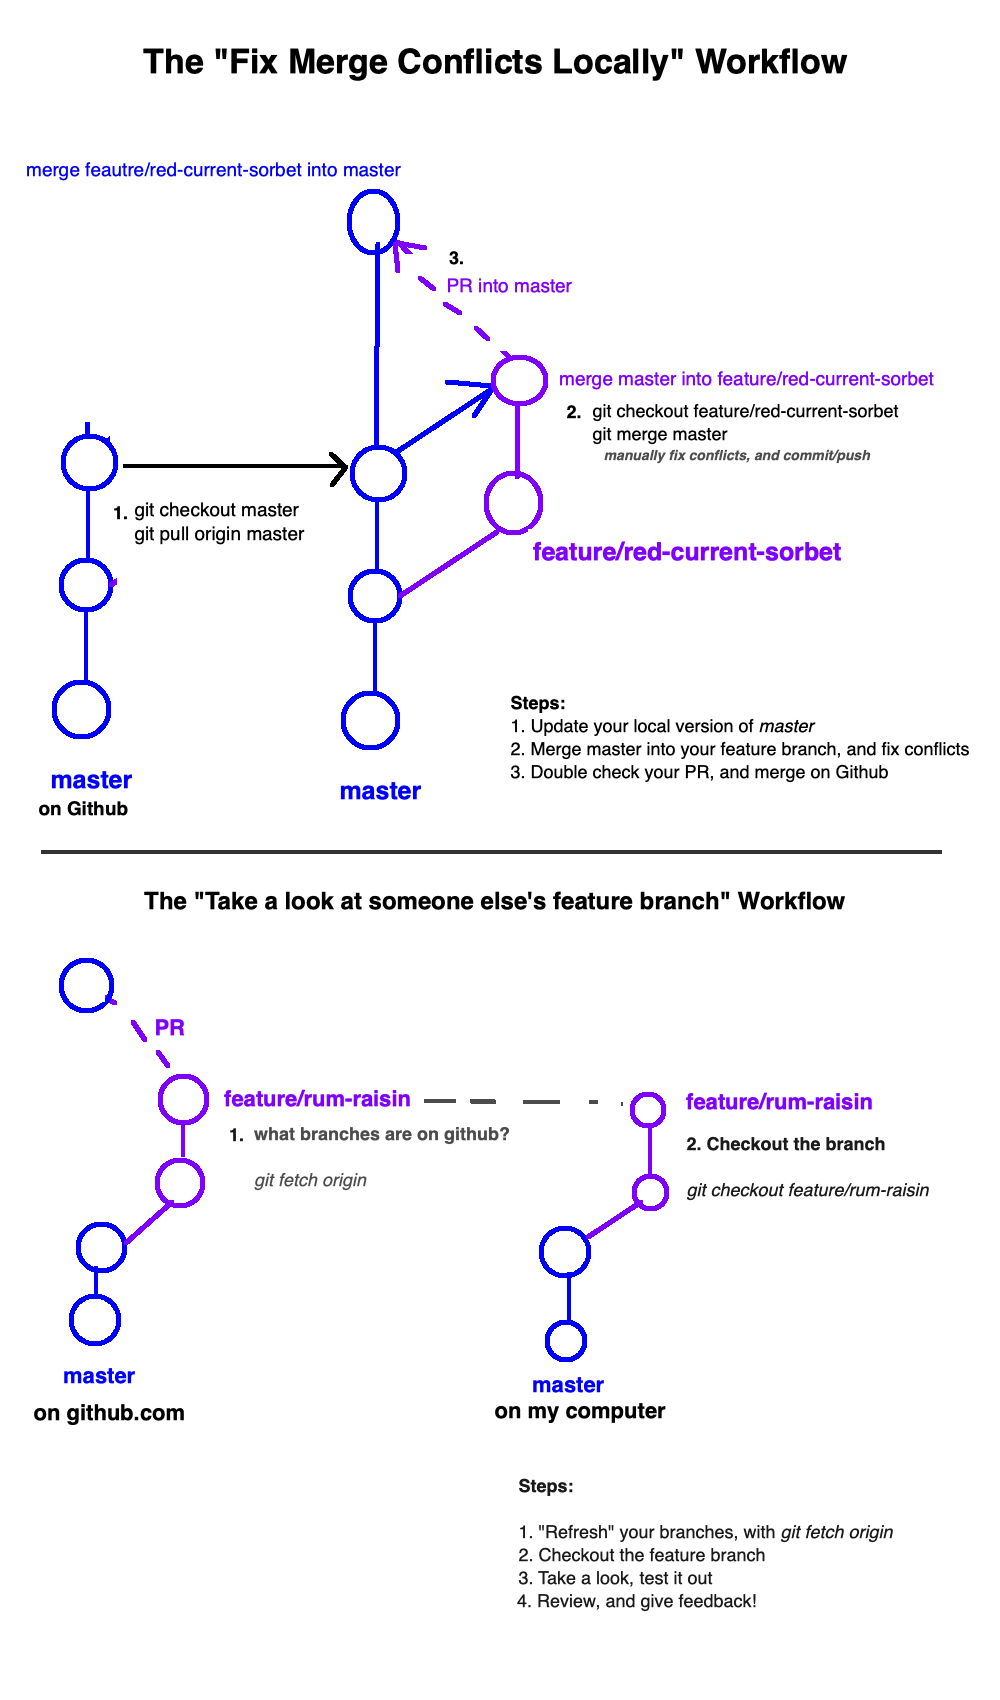 The "Fix Merge Conflicts Locally" Workflow
merge feautre/red-current-sorbet into master
3.
PR into master
merge master into feature/red-current-sorbet
2. git checkout feature/red-current-sorbet
git merge master
manually fix conflicts, and commit/push
1. git checkout master
git pull origin master
feature/red-current-sorbet
Steps:
1. Update your local version of master
2. Merge master into your feature branch, and fix conflicts
3. Double check your PR, and merge on Github
master
on Github
master
The "Take a look at someone else's feature branch" Workflow
PR
feature/rum-raisin
1. what branches are on github?
git fetch origin
feature/rum-raisin
2. Checkout the branch
git checkout feature/rum-raisin
master
on github.com
master
on my computer
Steps:
1. "Refresh" your branches, with git fetch origin
2. Checkout the feature branch
3. Take a look, test it out
4. Review, and give feedback!